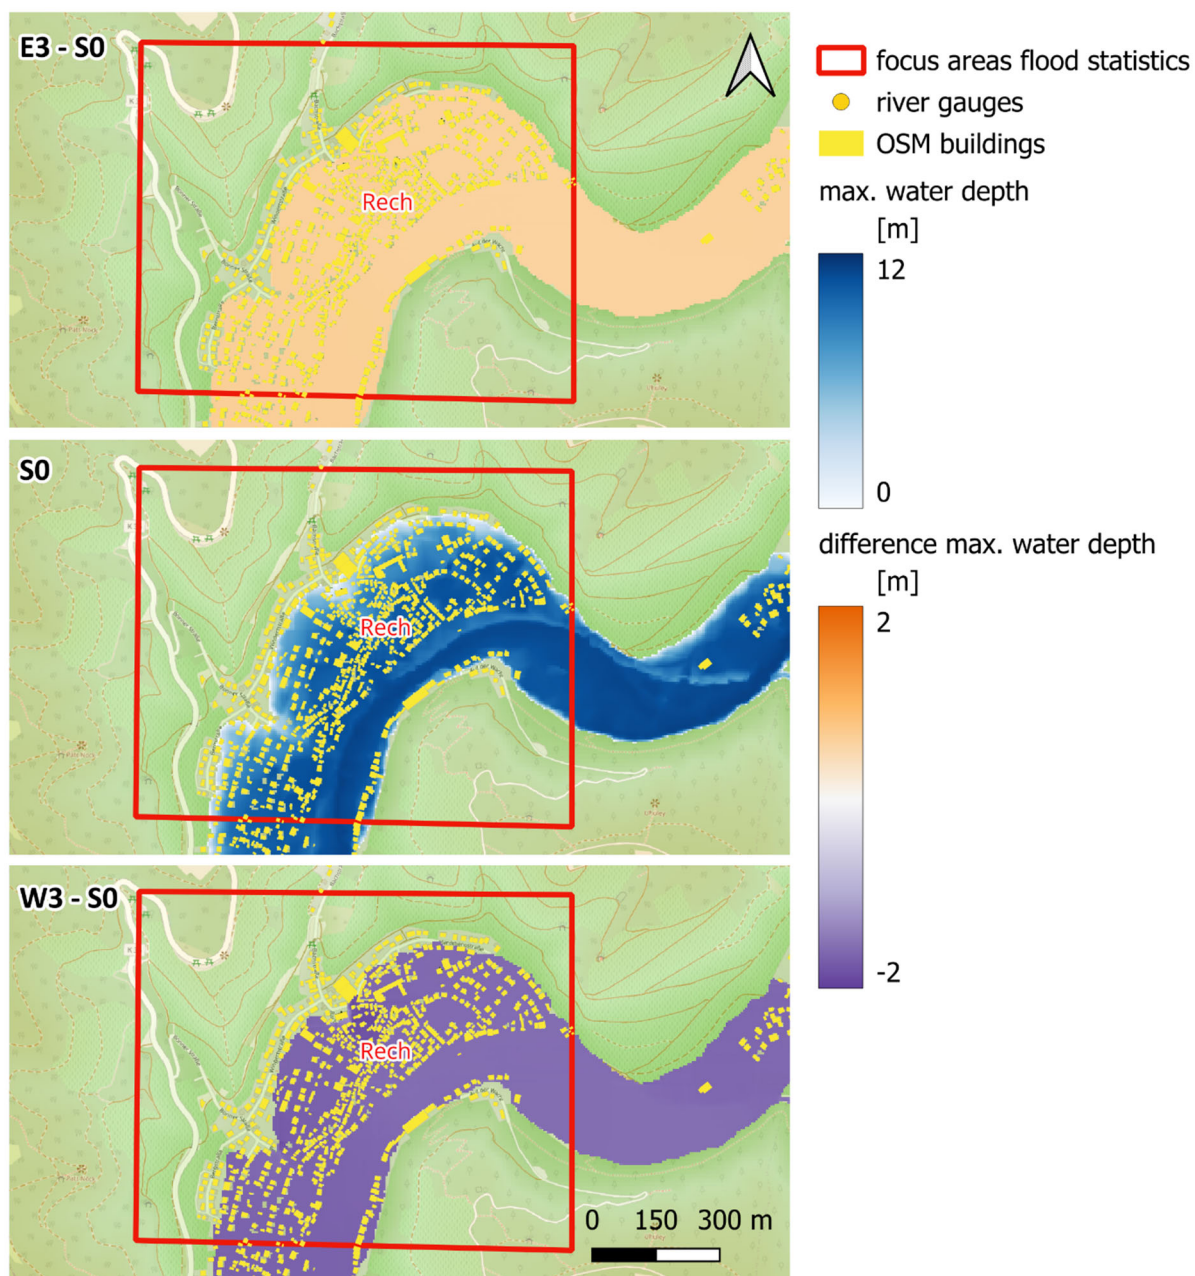 E3 - S0
Rech
focus areas flood statistics
river gauges
OSM buildings
max. water depth
[m]
12
0
S0
Rech
difference max. water depth
[m]
2
-2
W3 - S0
Rech
0 150 300 m